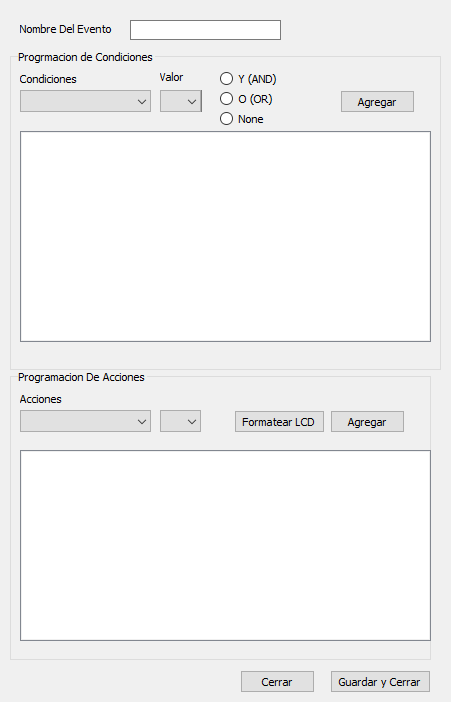 Nombre Del Evento
Progrmacion de Condiciones
Condiciones
Valor
Y (AND)
O (OR)
None
Agregar
Programacion De Acciones
Acciones
Formatear LCD
Agregar
Cerrar
Guardar y Cerrar